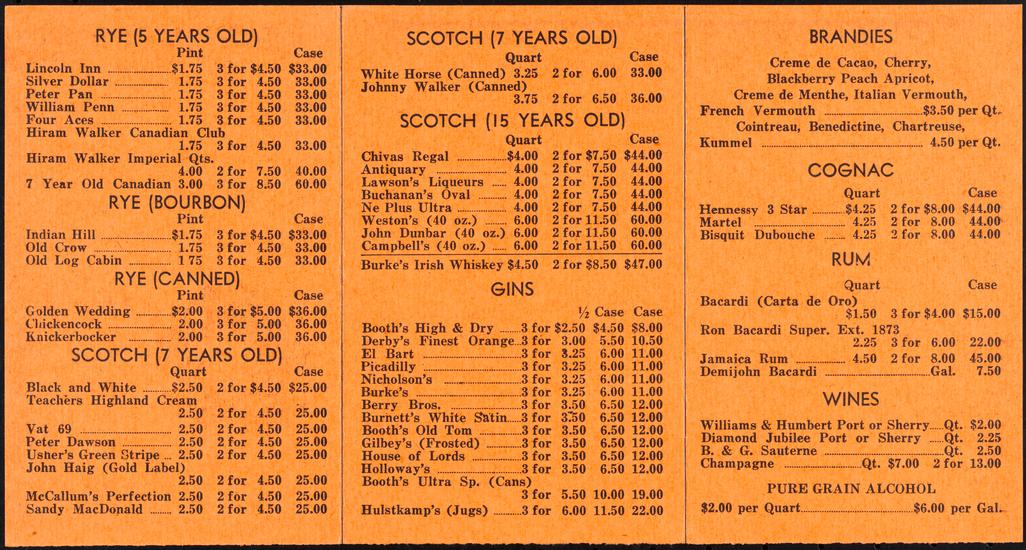 RYE (5 YEARS OLD)
Pint Case
Lincoln Inn $1.75 3 for $4.50 $33.00
Silver Dollar 1.75 3 for 4.50 33.00
Peter Pan 1.75 3 for 4.50 33.00
William Penn 1.75 3 for 4.50 33.00
Four Aces 1.75 3 for 4.50 33.00
Hiram Walker Canadian Club
1.75 3 for 4.50 33.00
Hiram Walker Imperial Qts.
4.00 2 for 7.50 40.00
7 Year Old Canadian 3.00 3 for 8.50 60.00
RYE (BOURBON)
Pint Case
Indian Hill $1.75 3 for $4.50 $33.00
Old Crow 1.75 3 for 4.50 33.00
Old Log Cabin 1 75 3 for 4.50 33.00
RYE (CANNED)
Pint Case
Golden Wedding $2.00 3 for $5.00 $36.00
Chickencock 2.00 3 for 5.00 36.00
Knickerbocker 2.00 3 for 5.00 36.00
SCOTCH (7 YEARS OLD)
Quart Case
Black and White $2.50 2 for $4.50 $25.00
Teachers Highland Cream
2.50 2 for 4.50 25.00
Vat 69 2.50 2 for 4.50 25.00
Peter Dawson 2.50 2 for 4.50 25.00
Usher's Green Stripe 2.50 2 for 4.50 25.00
John Haig (Gold Label)
2.50 2 for 4.50 25.00
McCallum's Perfection 2.50 2 for 4.50 25.00
Sandy MacDonald 2.50 2 for 4.50 25.00
SCOTCH (7 YEARS OLD)
Quart Case
White Horse (Canned) 3.25 2 for 6.00 33.00
Johnny Walker (Canned)
3.75 2 for 6.50 36.00
SCOTCH (15 YEARS OLD)
Quart Case
Chivas Regal $4.00 2 for $7.50 $44.00
Antiquary 4.00 2 for 7.50 44.00
Lawson's Liqueurs 4.00 2 for 7.50 44.00
Buchanan's Oval 4.00 2 for 7.50 44.00
Ne Plus Ultra 4.00 2 for 7.50 44.00
Weston's (40 oz.) 6.00 2 for 11.50 60.00
John Dunbar (40 oz.) 6.00 2 for 11.50 60.00
Campbell's (40 oz.) 6.00 2 for 11.50 60.00
Burke's Irish Whiskey $4.50 2 for $8.50 $47.00
GINS
½ Case Case
Booth's High & Dry 3 for $2.50 $4.50 $8.00
Derby's Finest Orange 3 for 3.00 5.50 10.50
El Bart 3 for 3.25 6.00 11.00
Picadilly 3 for 3.25 6.00 11.00
Nicholson's 3 for 3.25 6.00 11.00
Burke's 3 for 3.25 6.00 11.00
Berry Bros. 3 for 3.50 6.50 12.00
Burnett's White Satin 3 for 3.50 6.50 12.00
Booth's Old Tom 3 for 3.50 6.50 12.00
Gilbey's (Frosted) 3 for 3.50 6.50 12.00
House of Lords 3 for 3.50 6.50 12.00
Holloway's 3 for 3.50 6.50 12.00
Booth's Ultra Sp. (Cans)
3 for 5.50 10.00 19.00
Hulstkamp's (Jugs) 3 for 6.00 11.50 22.00
BRANDIES
Creme de Cacao, Cherry,
Blackberry Peach Apricot,
Creme de Menthe, Italian Vermouth,
French Vermouth $3.50 per Qt.
Cointreau, Benedictine, Chartreuse,
Kummel 4.50 per Qt.
COGNAC
Quart Case
Hennessy 3 Star $4.25 2 for $8.00 $44.00
Martel 4.25 2 for 8.00 44.00
Bisquit Dubouche 4.25 2 for 8.00 44.00
RUM
Quart Case
Bacardi (Carta de Oro)
$1.50 3 for $4.00 $15.00
Ron Bacardi Super. Ext. 1873
2.25 3 for 6.00 22.00
Jamaica Rum 4.50 2 for 8.00 45.00
Demijohn Bacardi Gal. 7.50
WINES
Williams & Humbert Port or Sherry Qt. $2.00
Diamond Jubilee Port or Sherry Qt. 2.25
B. & G. Sauterne Qt. 2.50
Champagne Qt. $7.00 2 for 13.00
PURE GRAIN ALCOHOL
$2.00 per Quart $6.00 per Gal.